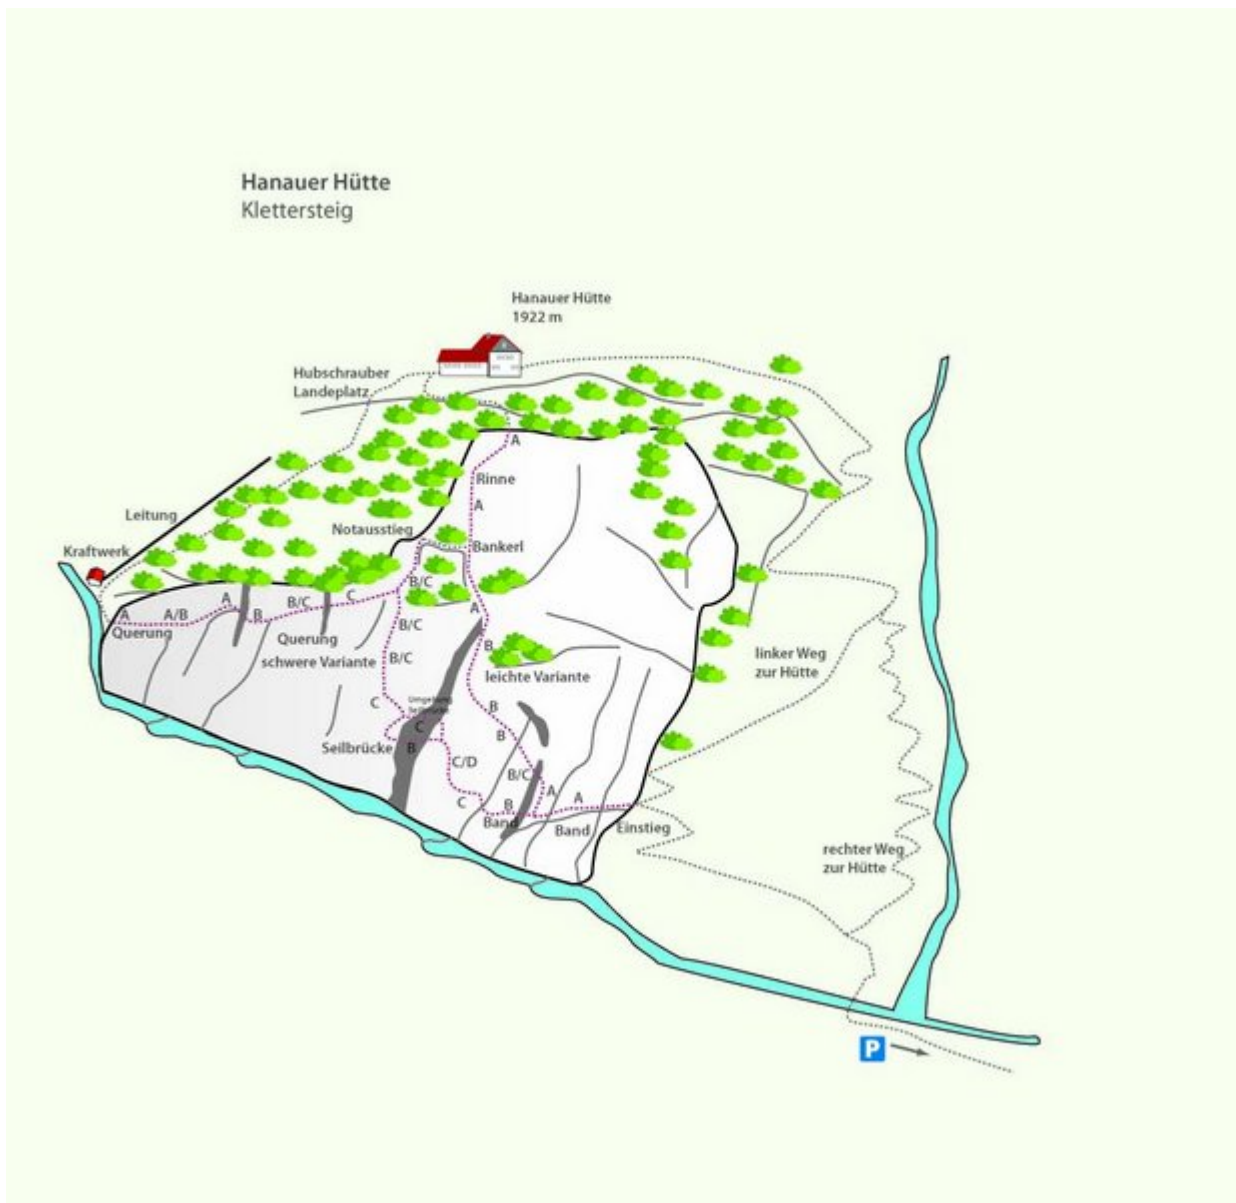 Hanauer Hütte
Klettersteig
Hanauer Hütte
1922 m
Hubschrauber
Landeplatz
A
Rinne
A
Leitung
Notausstieg
Bankerl
Kraftwerk
B/C
A
A/B
A
B
B/C
C
A
Querung
Querung
B/C
B
schwere Variante
B/C
leichte Variante
linker Weg
zur Hütte
C
B
C
B
Seilbrücke
B
C/D
B/C
A
A
C
B
Band
Band
Einstieg
rechter Weg
zur Hütte
P